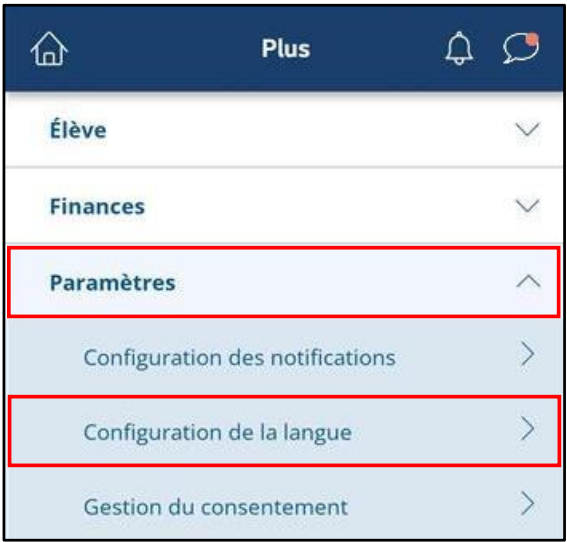 Plus
Élève
Finances
Paramètres
Configuration des notifications
Configuration de la langue
Gestion du consentement